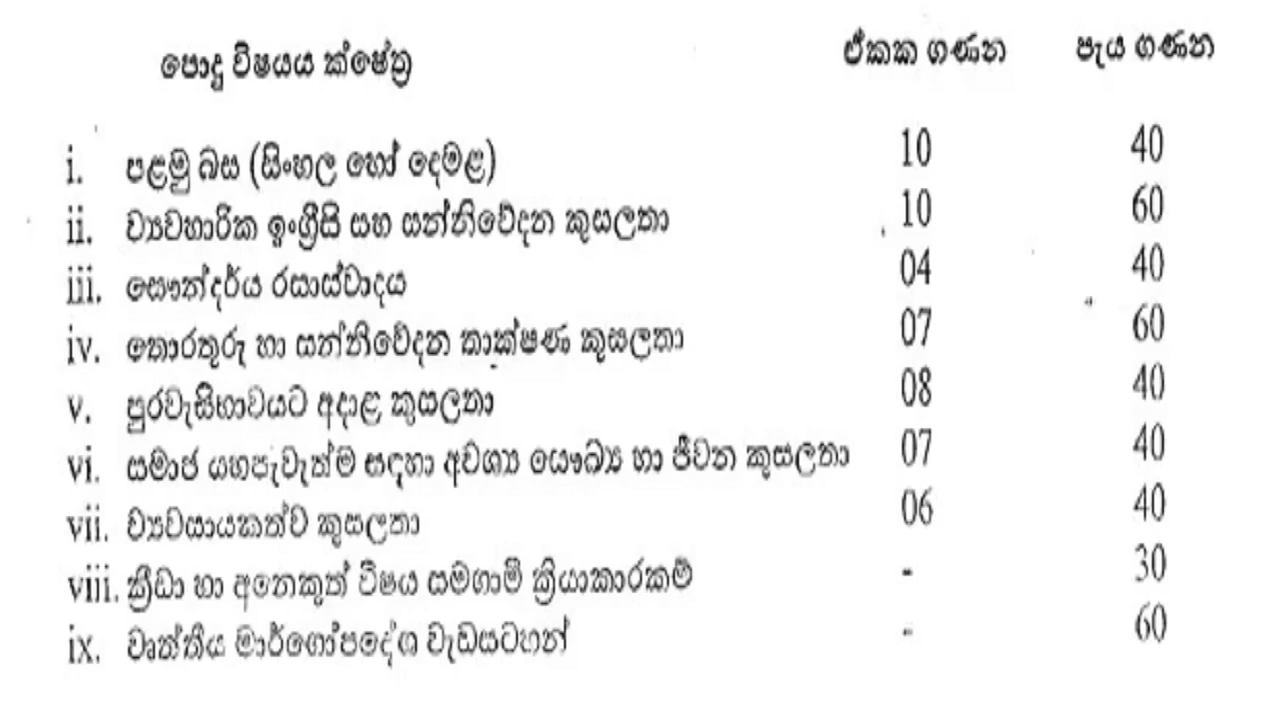 පොදු විෂයය ක්ෂේත්‍ර ඒකක ගණන පැය ගණන
i. පළමු බස (සිංහල හෝ දෙමළ) 10 40
ii. ව්‍යවහාරික ඉංග්‍රීසි සහ සන්නිවේදන කුසලතා 10 60
iii. සෞන්දර්ය රසාස්වාදය 04 40
iv. තොරතුරු හා සන්නිවේදන තාක්ෂණ කුසලතා 07 60
v. පුරවැසිභාවයට අදාළ කුසලතා 08 40
vi. සමාජ යහපැවැත්ම සඳහා අවශ්‍ය සෞඛ්‍ය හා ජීවන කුසලතා 07 40
vii. ව්‍යවසායකත්ව කුසලතා 06 40
viii. ක්‍රීඩා හා අනෙකුත් විෂය සමගාමී ක්‍රියාකාරකම් - 30
ix. වෘත්තීය මාර්ගෝපදේශ වැඩසටහන් - 60